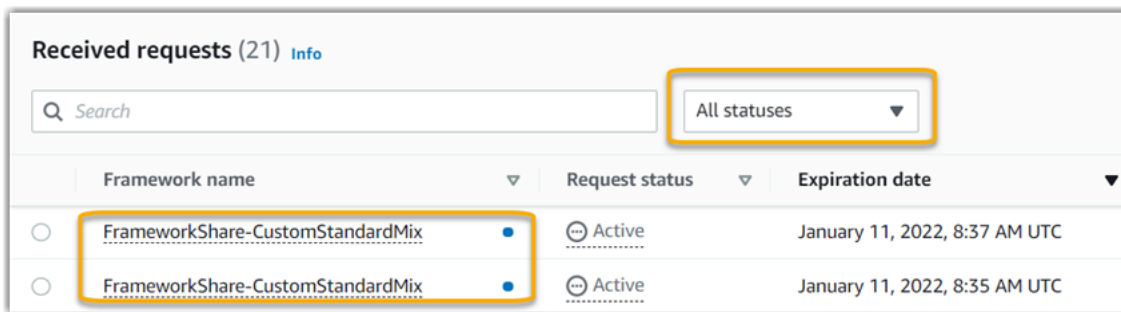 Received requests (21) Info
Search All statuses
Framework name Request status Expiration date
FrameworkShare-CustomStandardMix Active January 11, 2022, 8:37 AM UTC
FrameworkShare-CustomStandardMix Active January 11, 2022, 8:35 AM UTC